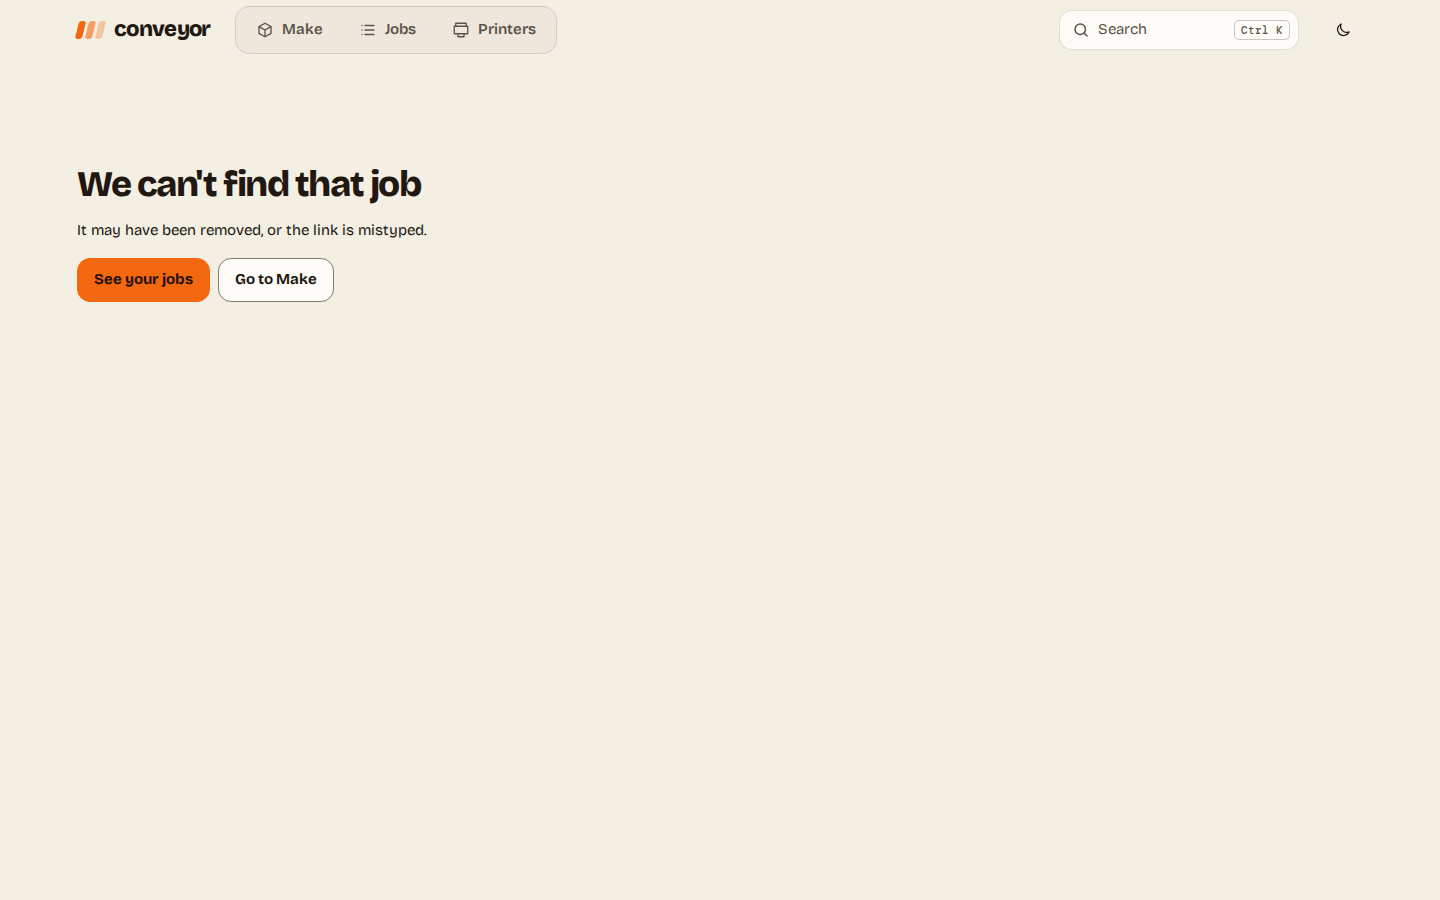 conveyor
Make
Jobs
Printers
Search
Ctrl K
We can't find that job
It may have been removed, or the link is mistyped.
See your jobs
Go to Make